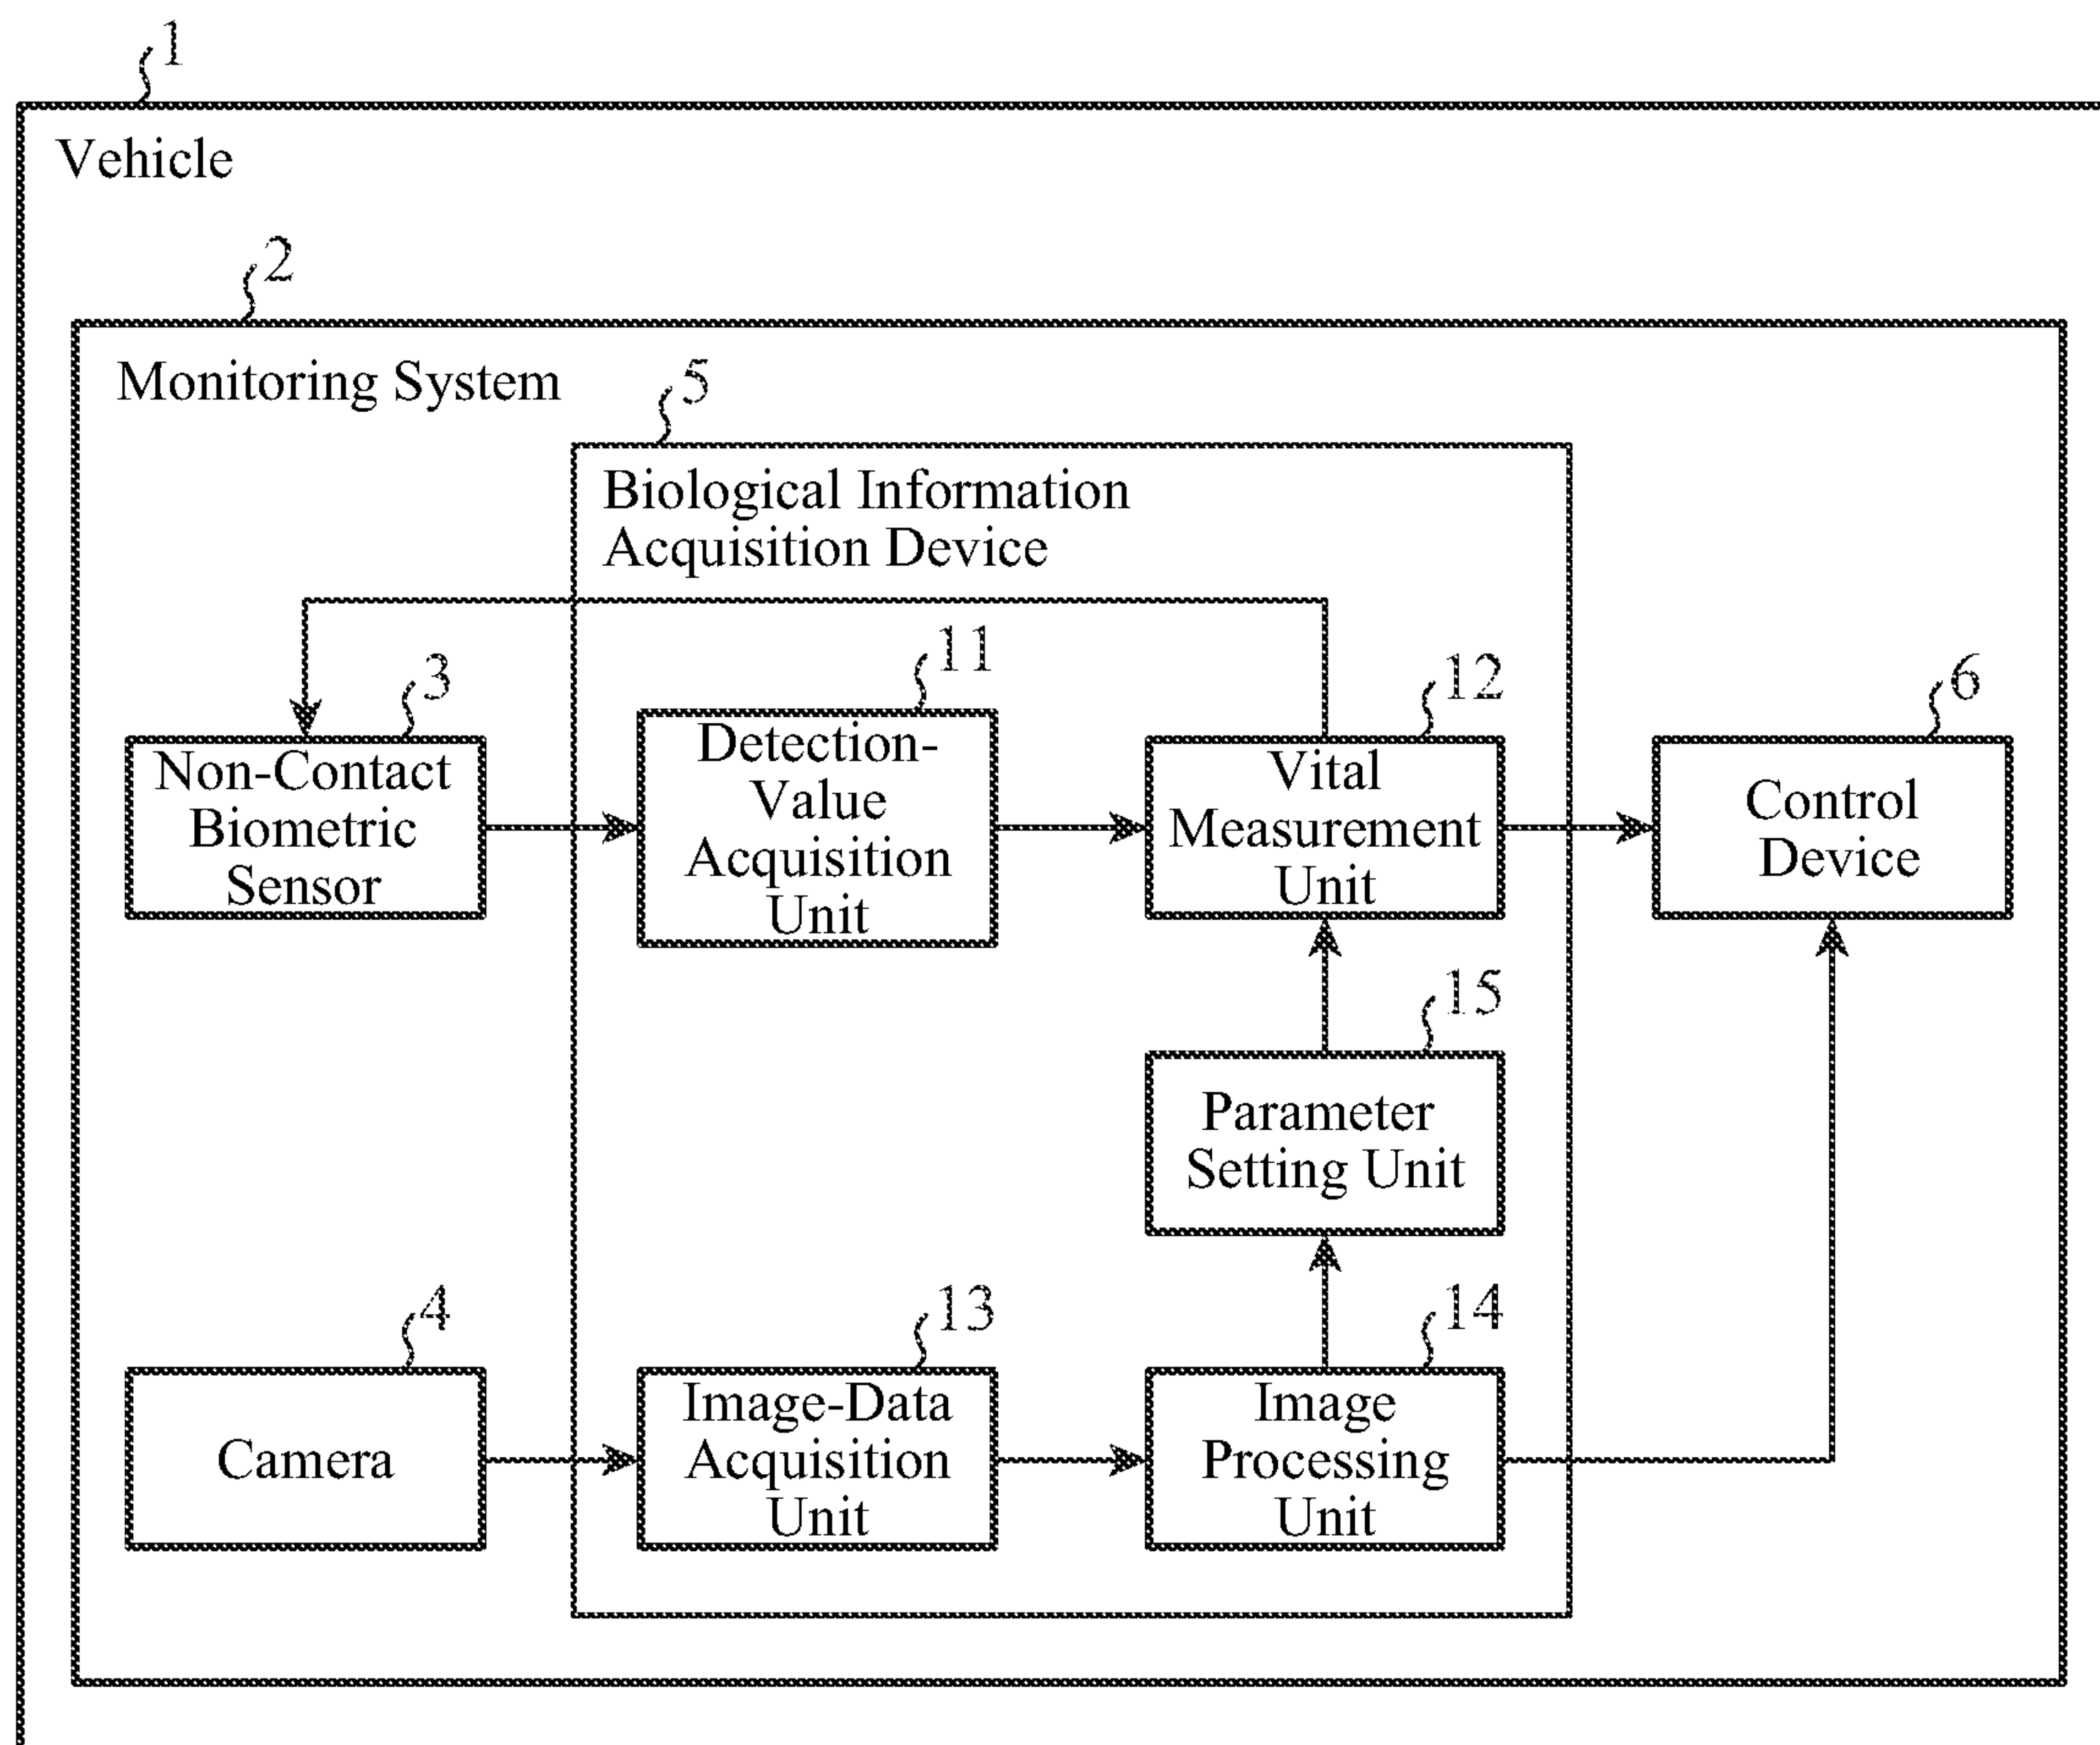 1
Vehicle
2
Monitoring System
5
Biological Information
Acquisition Device
3
Non-Contact
Biometric
Sensor
11
Detection-
Value
Acquisition
Unit
12
Vital
Measurement
Unit
6
Control
Device
15
Parameter
Setting Unit
4
Camera
13
Image-Data
Acquisition
Unit
14
Image
Processing
Unit